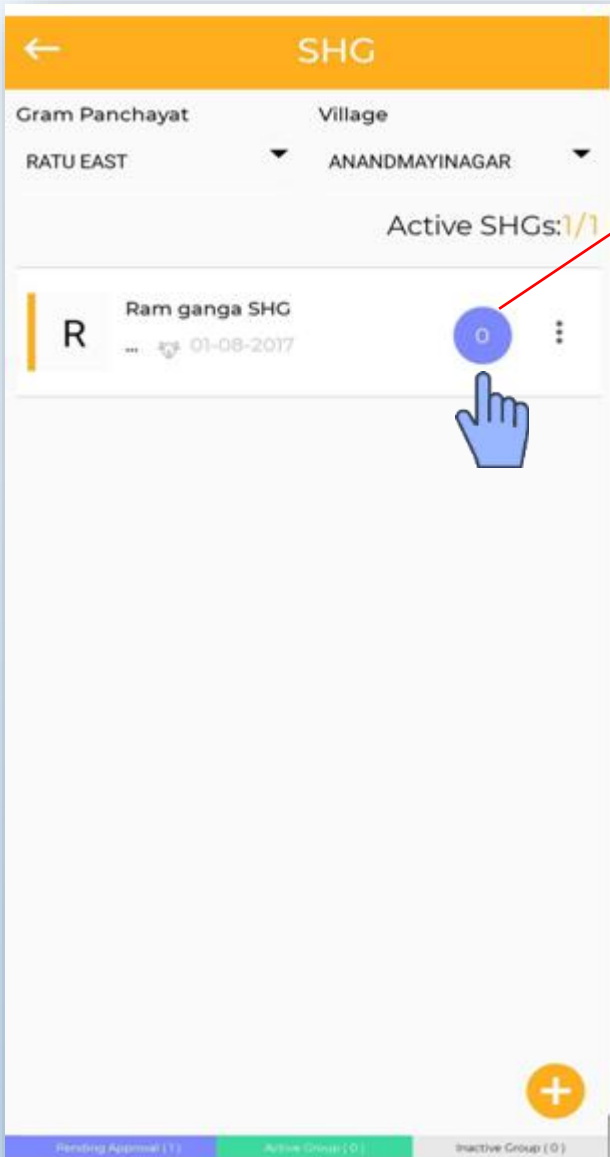 SHG
Gram Panchayat Village
RATU EAST ANANDMAYINAGAR
Active SHGs:1/1
R
Ram ganga SHG
... 01-08-2017
0
Pending Approval ( 1 ) Active Group ( 0 ) Inactive Group ( 0 )